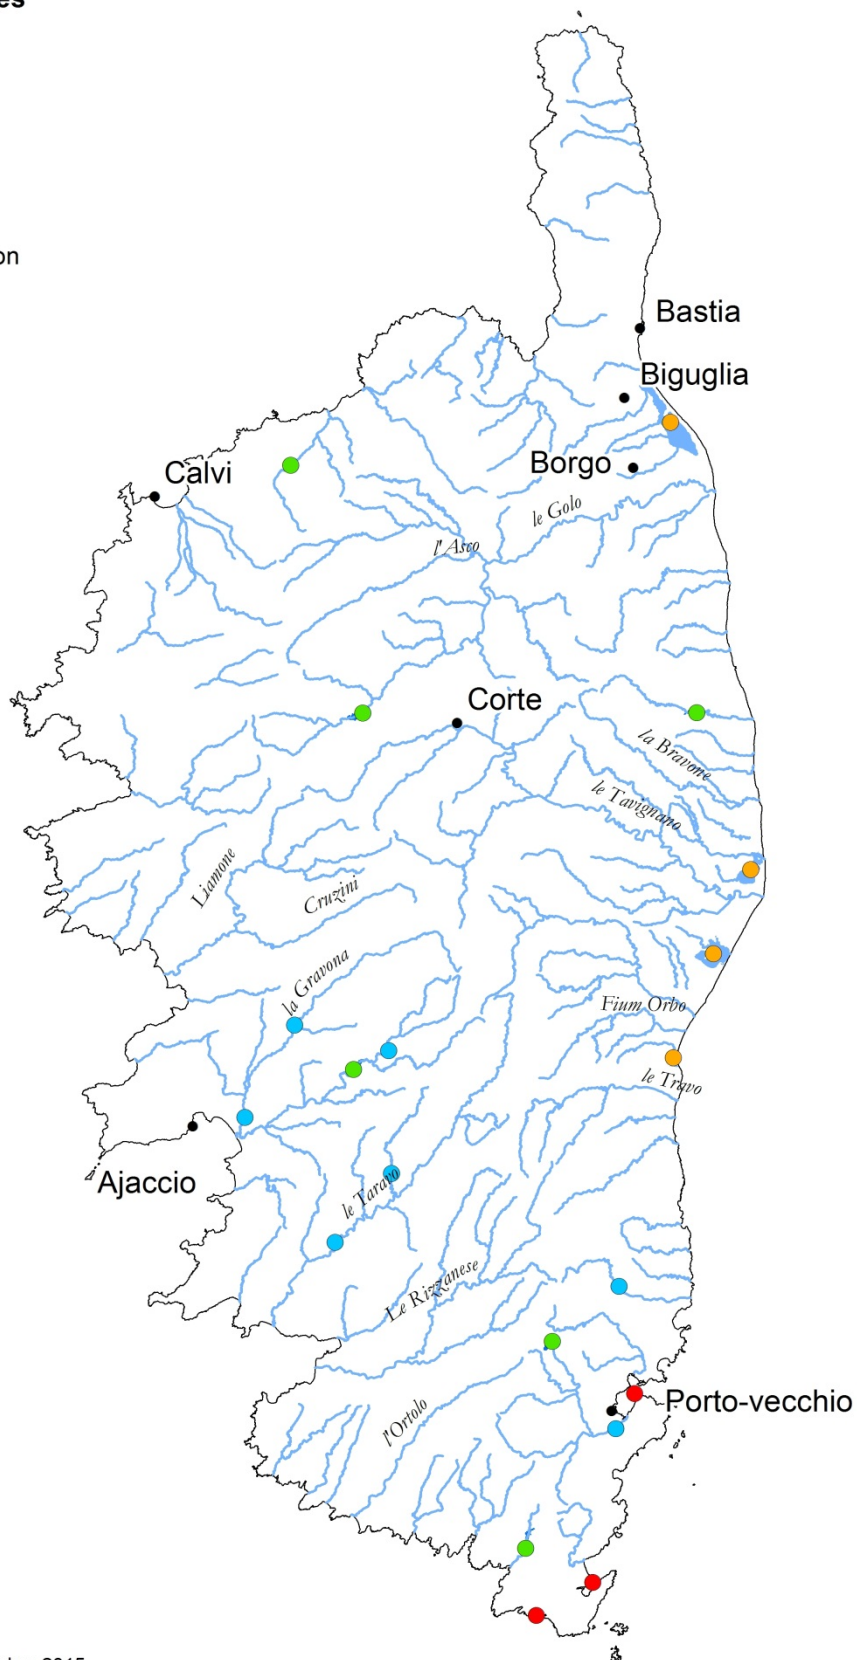 es
on
Bastia
Biguglia
Borgo
Calvi
le Golo
l'Asco
Corte
la Bravone
le Tavignano
Liamone
Cruzini
la Gravona
Fium Orbo
le Travo
Ajaccio
le Taravo
Le Rizzanese
Porto-vecchio
l'Ortolo